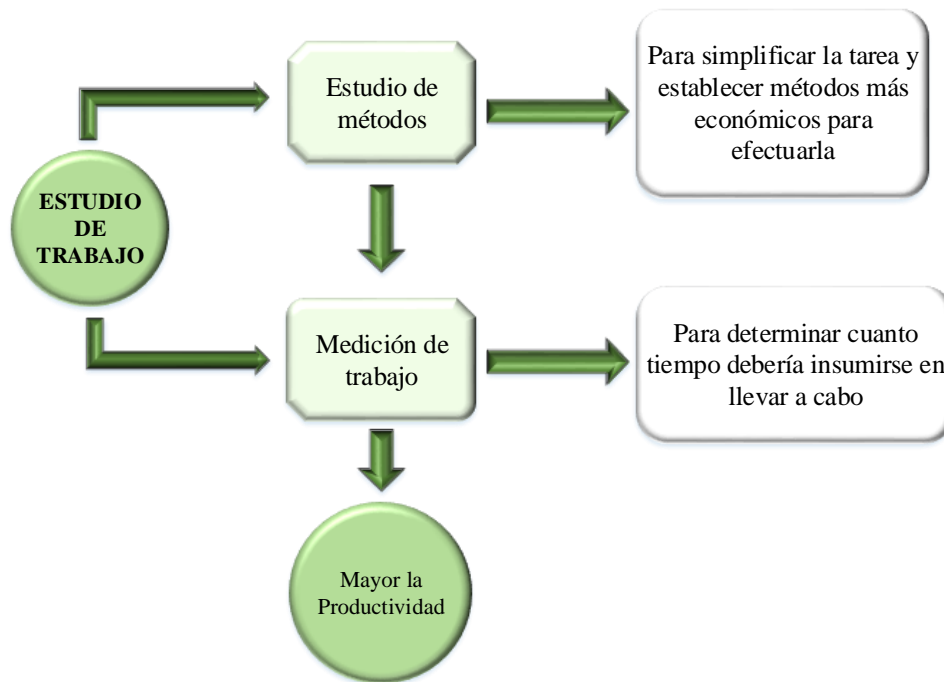 Estudio de
métodos
Para simplificar la tarea y
establecer métodos más
económicos para
efectuarla
ESTUDIO
DE
TRABAJO
Medición de
trabajo
Para determinar cuanto
tiempo debería insumirse en
llevar a cabo
Mayor la
Productividad